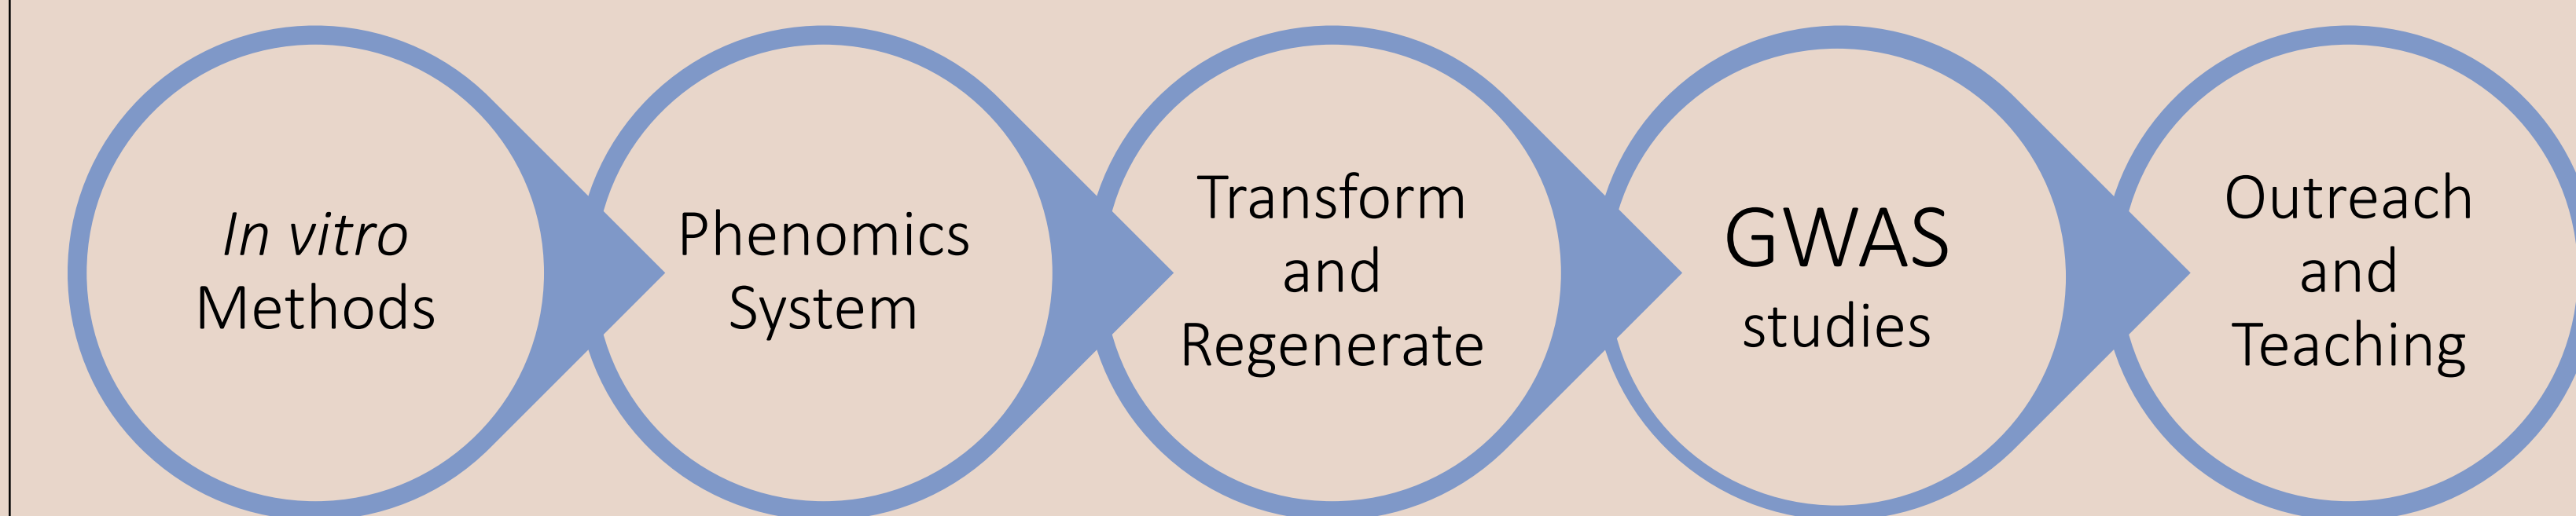 In vitro
Methods
Phenomics
System
Transform
and
Regenerate
GWAS
studies
Outreach
and
Teaching